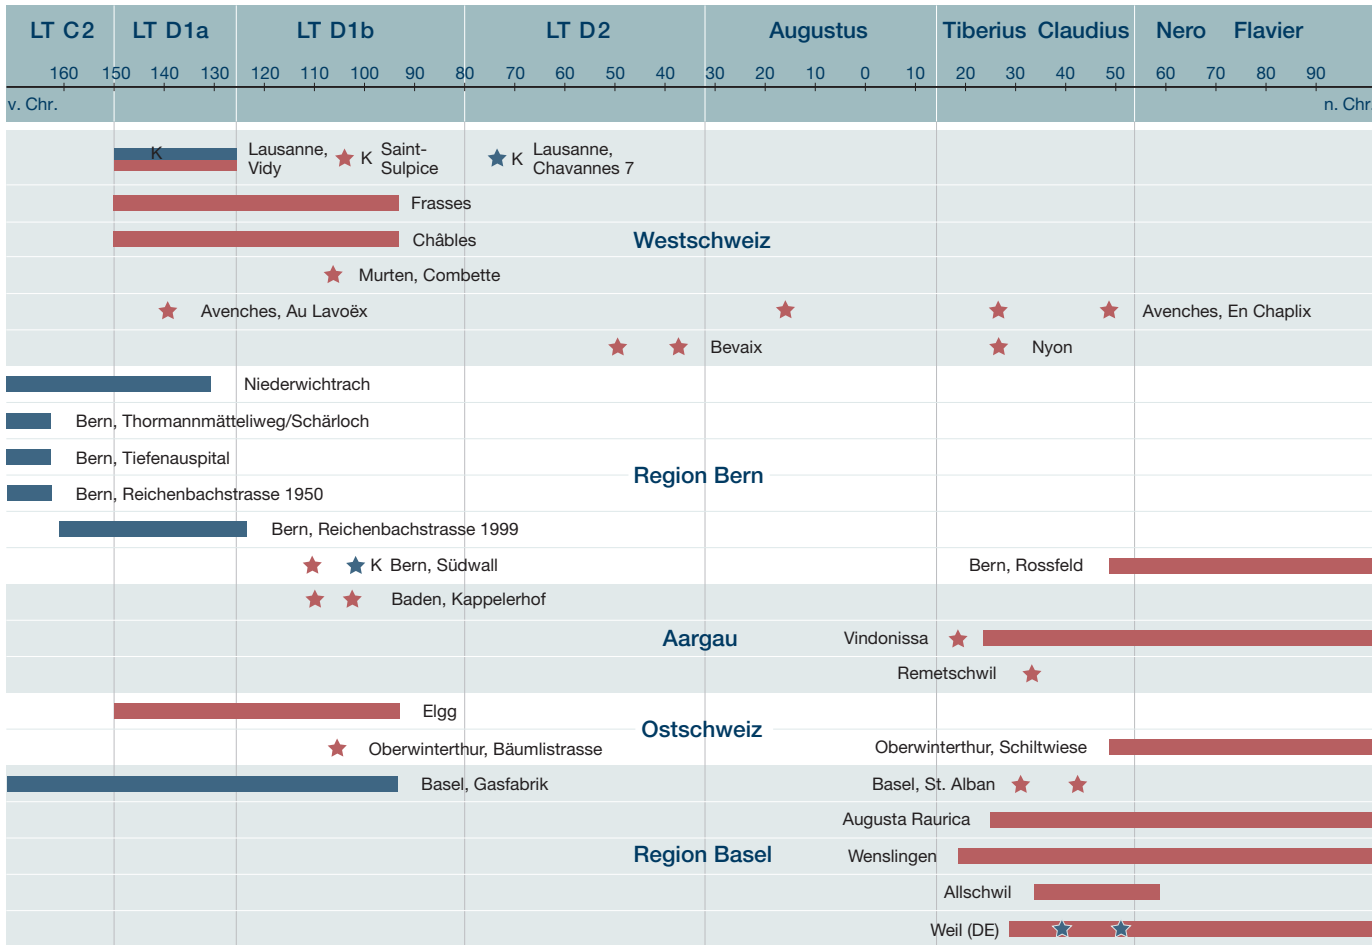 LT C2 LT D1a LT D1b LT D2 Augustus Tiberius Claudius Nero Flavier
160 150 140 130 120 110 100 90 80 70 60 50 40 30 20 10 0 10 20 30 40 50 60 70 80 90
v. Chr. n. Chr.
K Lausanne, Vidy K Saint-Sulpice K Lausanne, Chavannes 7
Frasses
Châbles
Westschweiz
Murten, Combette
Avenches, Au Lavoëx Avenches, En Chaplix
Bevaix Nyon
Niederwichtrach
Bern, Thormannmätteliweg/Schärloch
Bern, Tiefenauspital
Region Bern
Bern, Reichenbachstrasse 1950
Bern, Reichenbachstrasse 1999
K Bern, Südwall Bern, Rossfeld
Baden, Kappelerhof
Aargau
Vindonissa
Remetschwil
Elgg
Ostschweiz
Oberwinterthur, Bäumlistrasse Oberwinterthur, Schiltwiese
Basel, Gasfabrik Basel, St. Alban
Augusta Raurica
Region Basel
Wenslingen
Allschwil
Weil (DE)